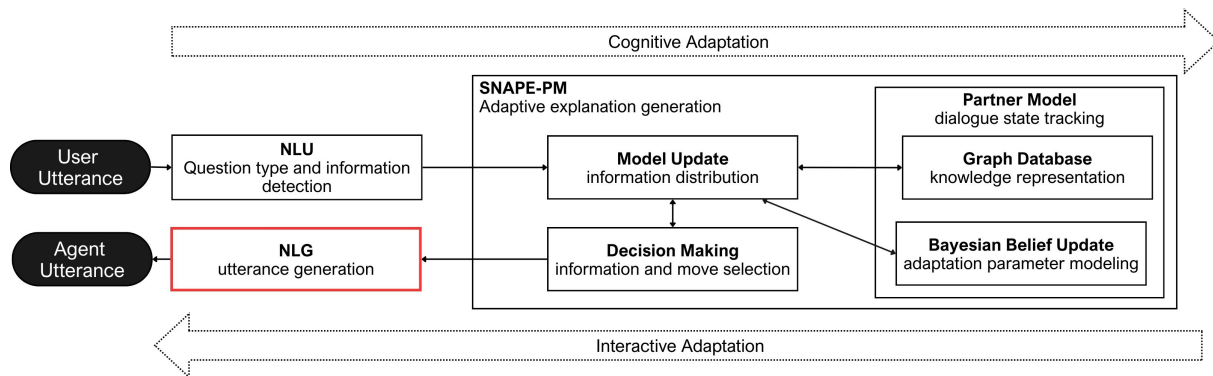 Cognitive Adaptation
SNAPE-PM
Adaptive explanation generation
Partner Model
dialogue state tracking
User
Utterance
NLU
Question type and information
detection
Model Update
information distribution
Graph Database
knowledge representation
Agent
Utterance
NLG
utterance generation
Decision Making
information and move selection
Bayesian Belief Update
adaptation parameter modeling
Interactive Adaptation